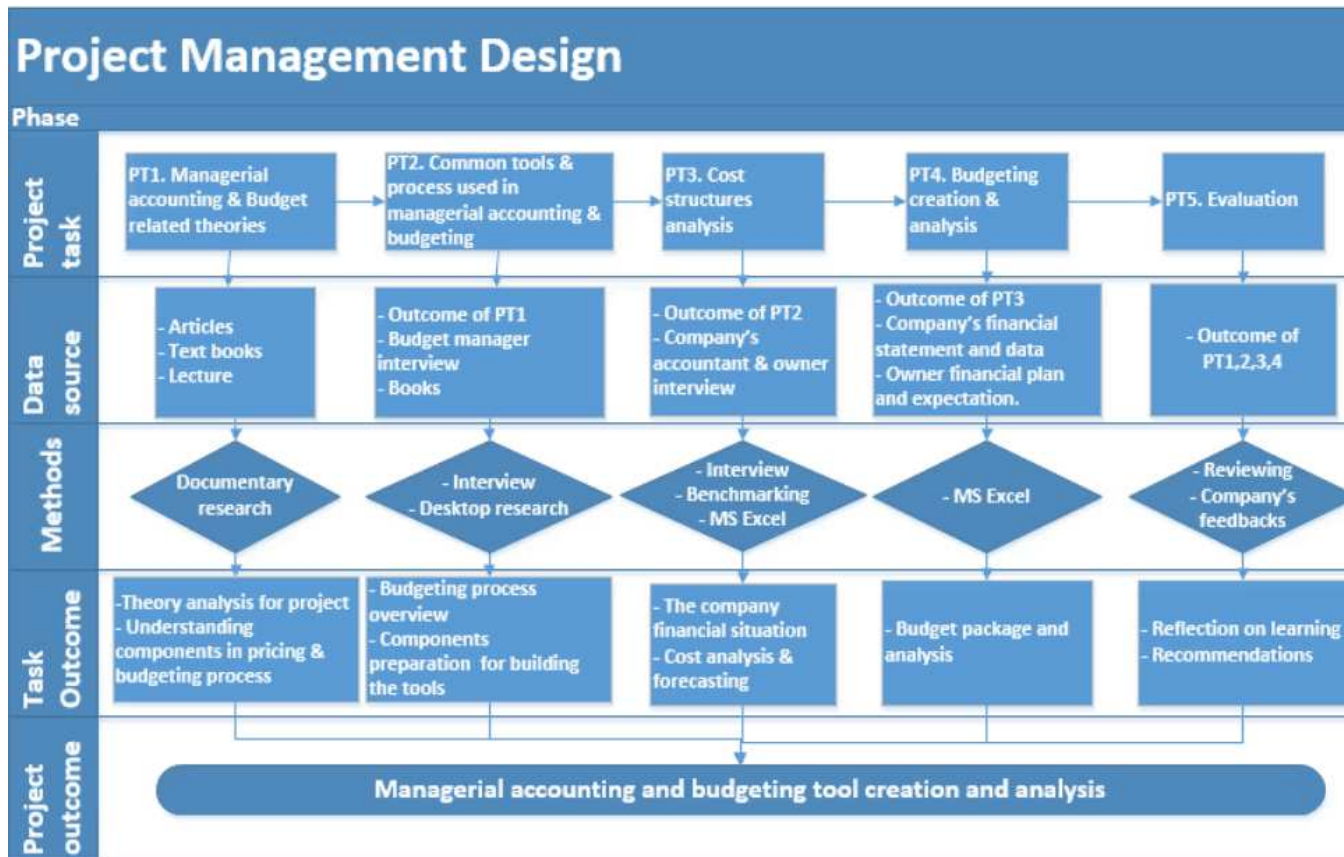 Project Management Design
Phase
Project
task
PT1. Managerial
accounting & Budget
related theories
PT2. Common tools &
process used in
managerial accounting &
budgeting
PT3. Cost
structures
analysis
PT4. Budgeting
creation &
analysis
PT5. Evaluation
Data
source
- Articles
- Text books
- Lecture
- Outcome of PT1
- Budget manager
interview
- Books
- Outcome of PT2
- Company's
accountant & owner
interview
- Outcome of PT3
- Company's financial
statement and data
- Owner financial plan
and expectation.
- Outcome of
PT1,2,3,4
Methods
Documentary
research
- Interview
- Desktop research
- Interview
- Benchmarking
- MS Excel
- MS Excel
- Reviewing
- Company's
feedbacks
Task
Outcome
-Theory analysis for project
- Understanding
components in pricing &
budgeting process
- Budgeting process
overview
- Components
preparation for building
the tools
- The company
financial situation
- Cost analysis &
forecasting
- Budget package and
analysis
- Reflection on learning
- Recommendations
Project
outcome
Managerial accounting and budgeting tool creation and analysis